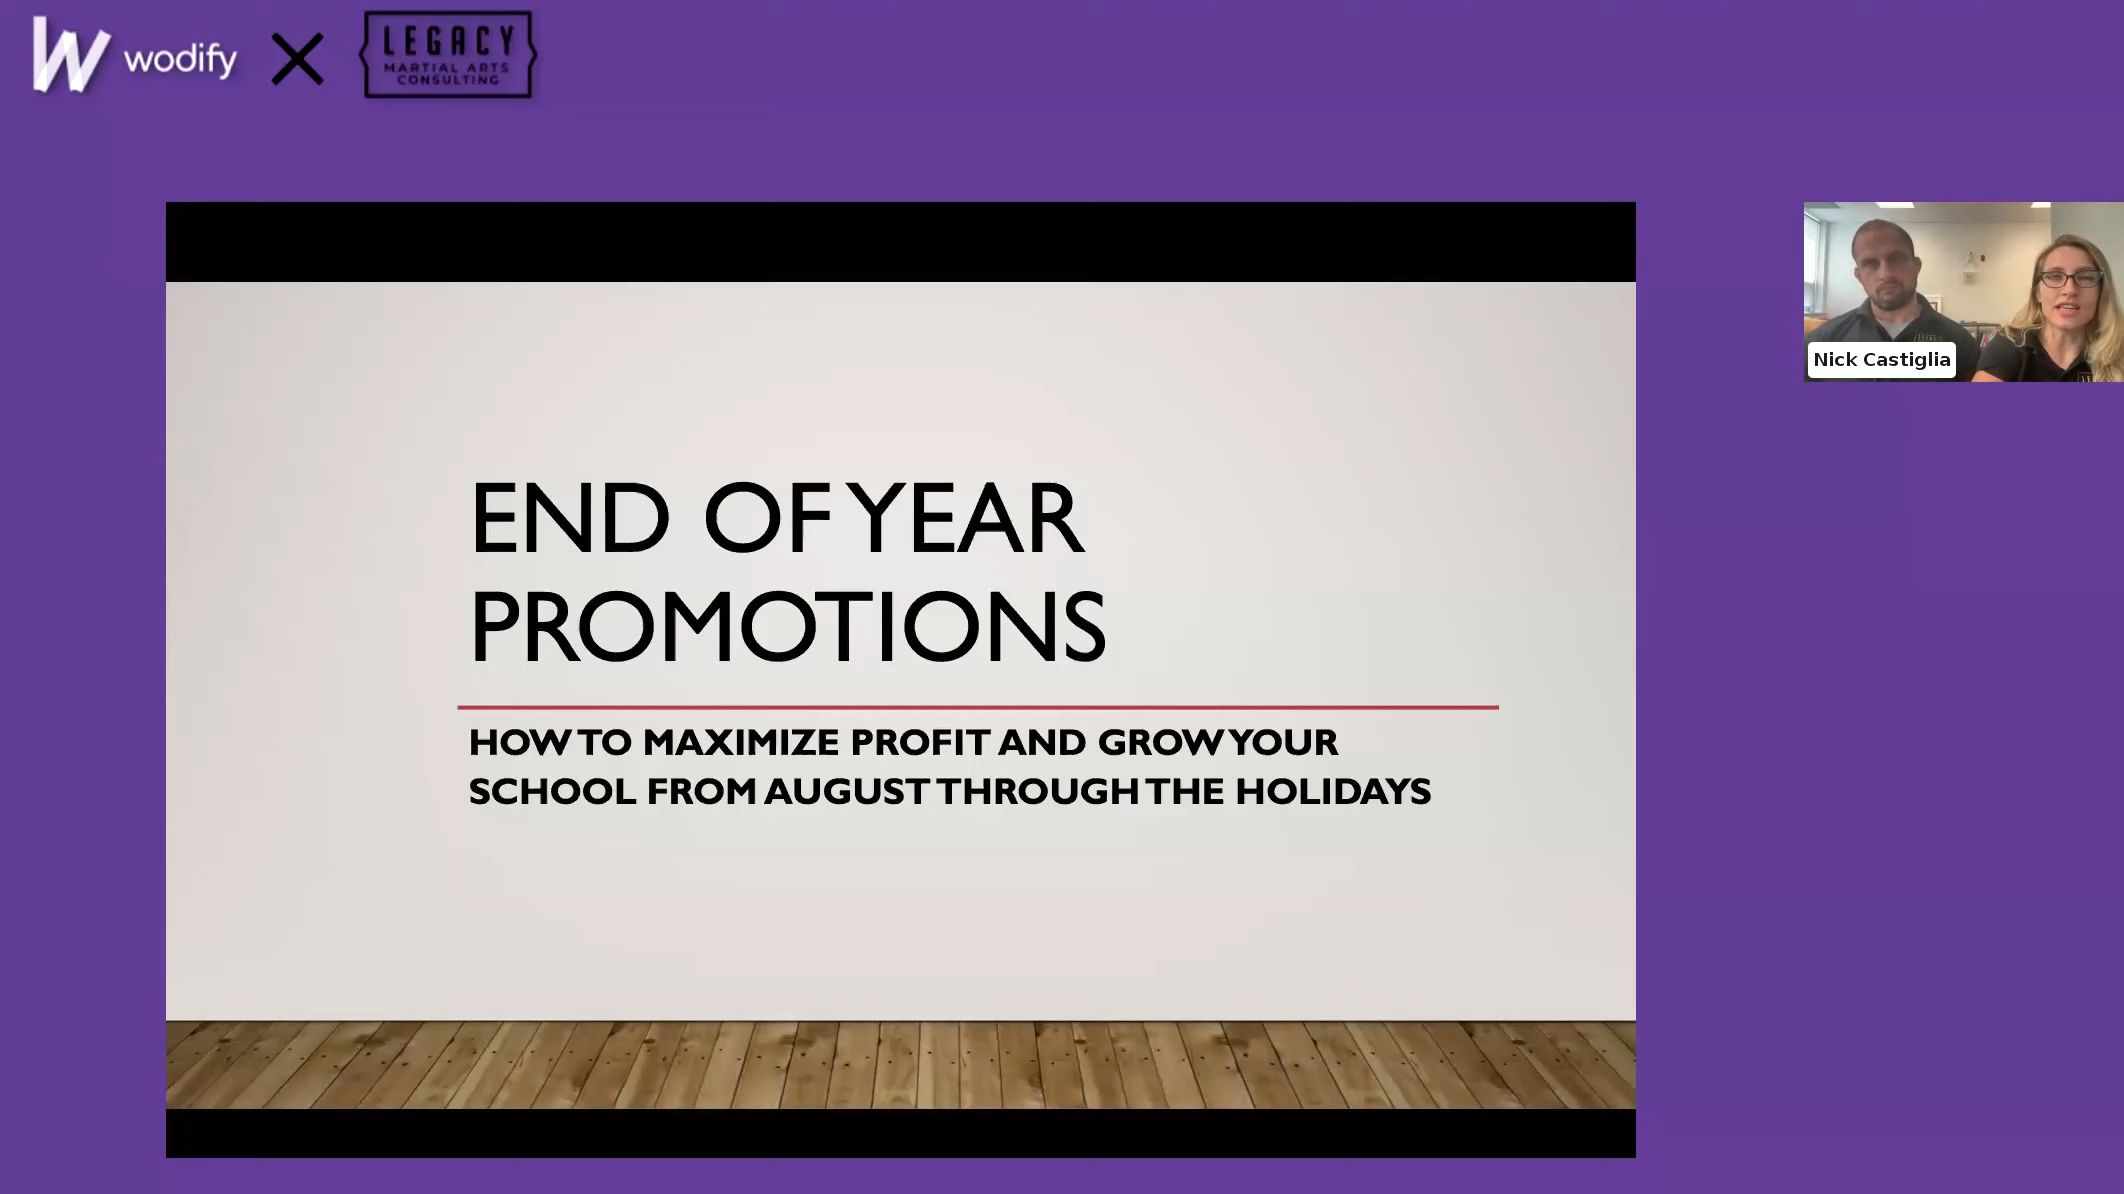 wodify
LEGACY
MARTIAL ARTS
CONSULTING
END OF YEAR
PROMOTIONS
HOW TO MAXIMIZE PROFIT AND GROW YOUR
SCHOOL FROM AUGUST THROUGH THE HOLIDAYS
Nick Castiglia